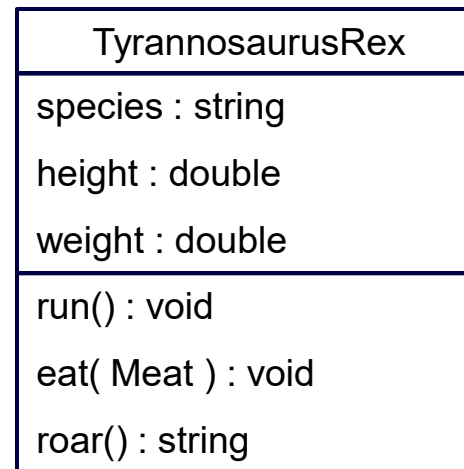 TyrannosaurusRex
species : string
height : double
weight : double
run() : void
eat( Meat ) : void
roar() : string